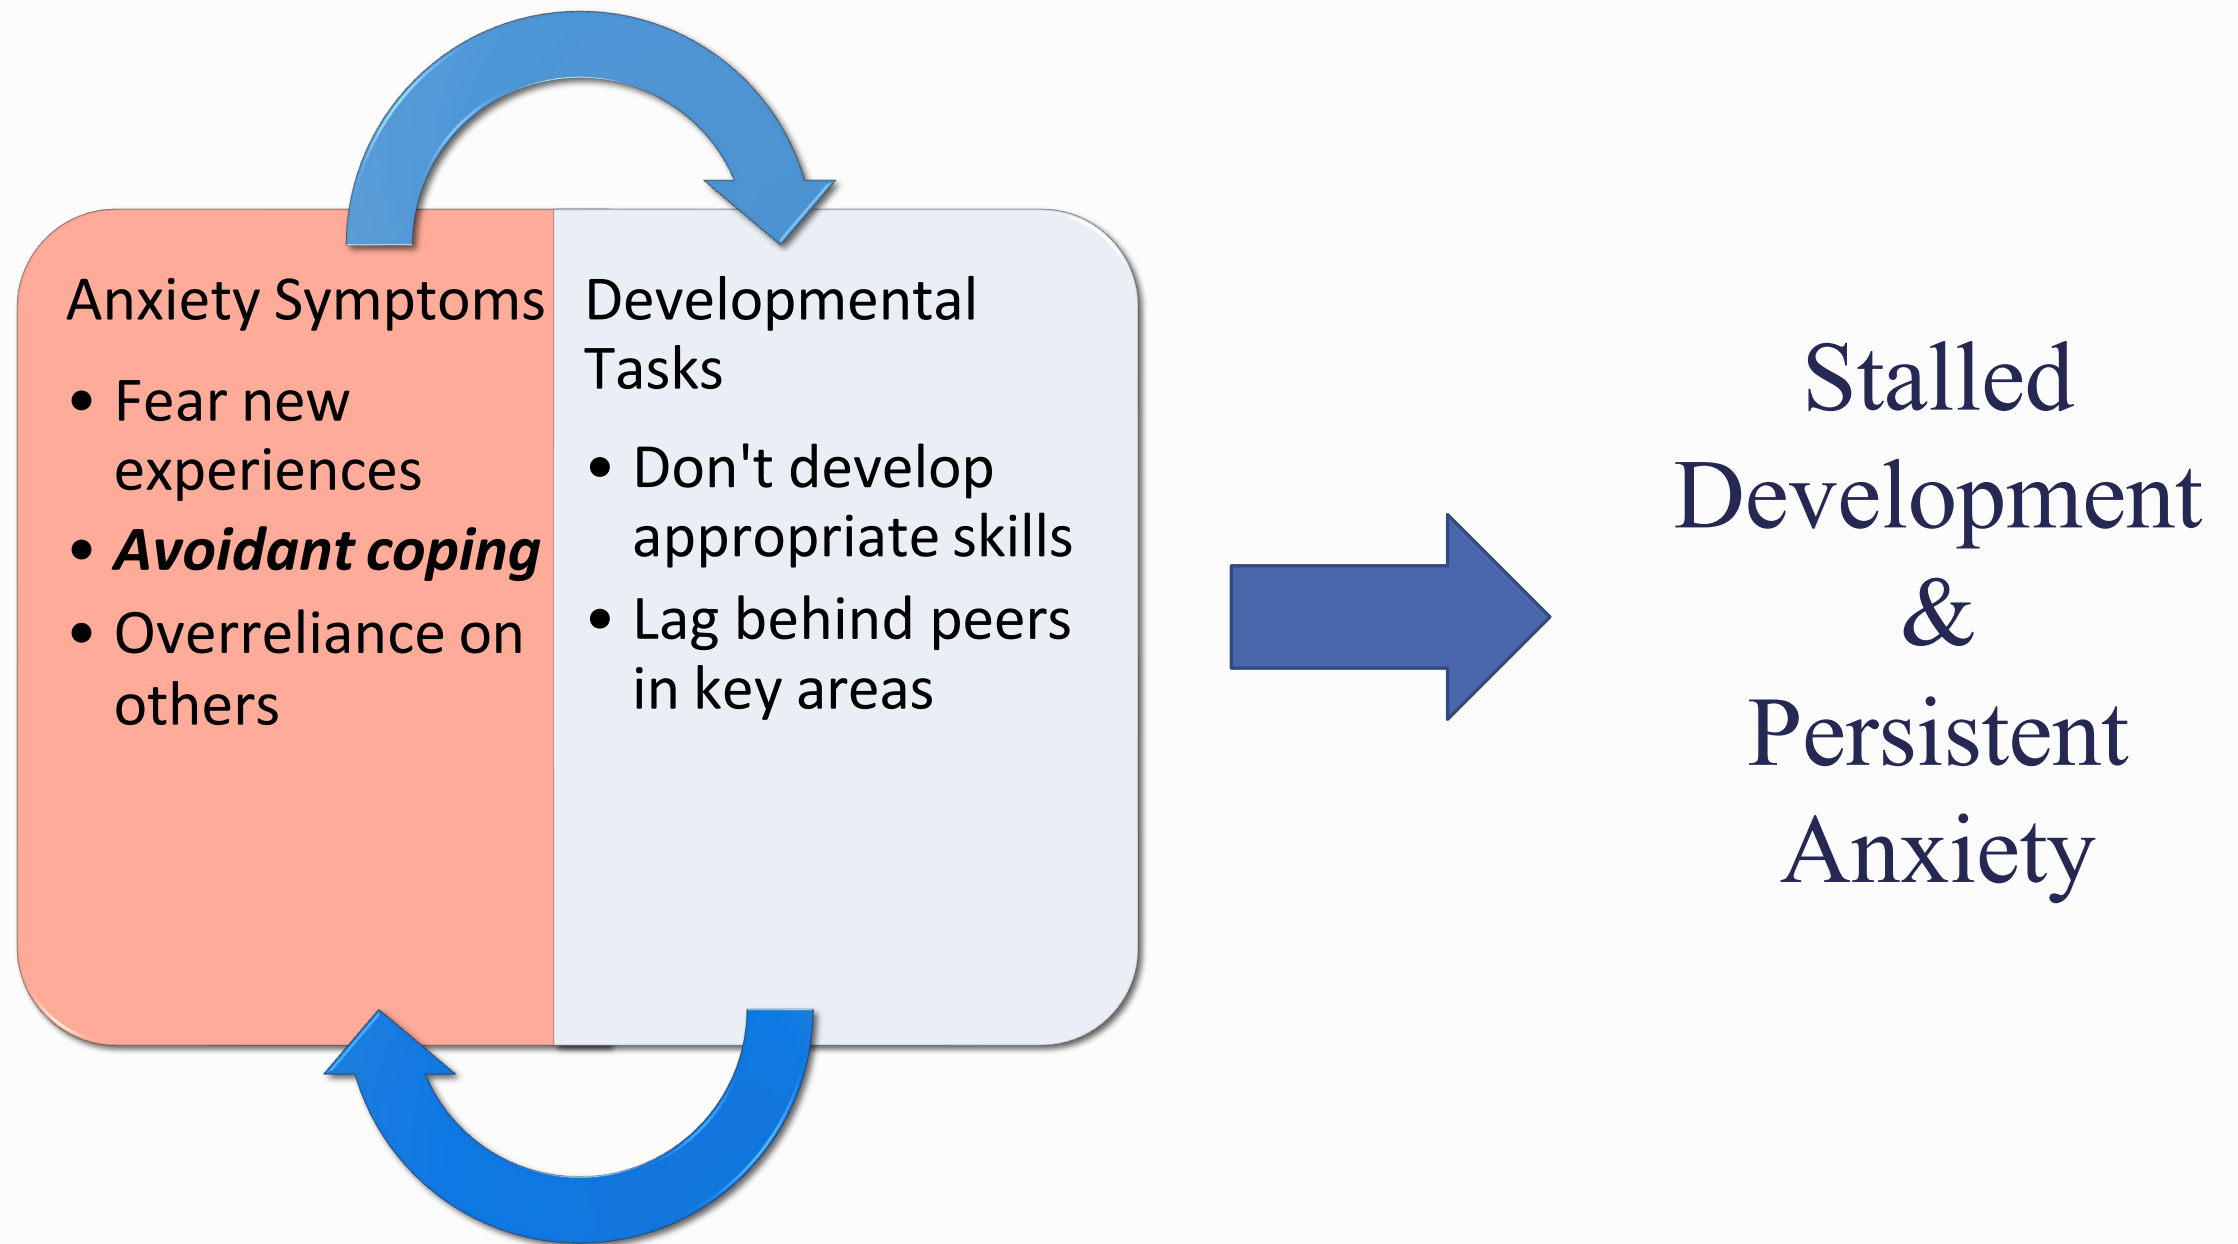 Anxiety Symptoms
• Fear new
experiences
• Avoidant coping
• Overreliance on
others
Developmental
Tasks
• Don't develop
appropriate skills
• Lag behind peers
in key areas
Stalled
Development
&
Persistent
Anxiety